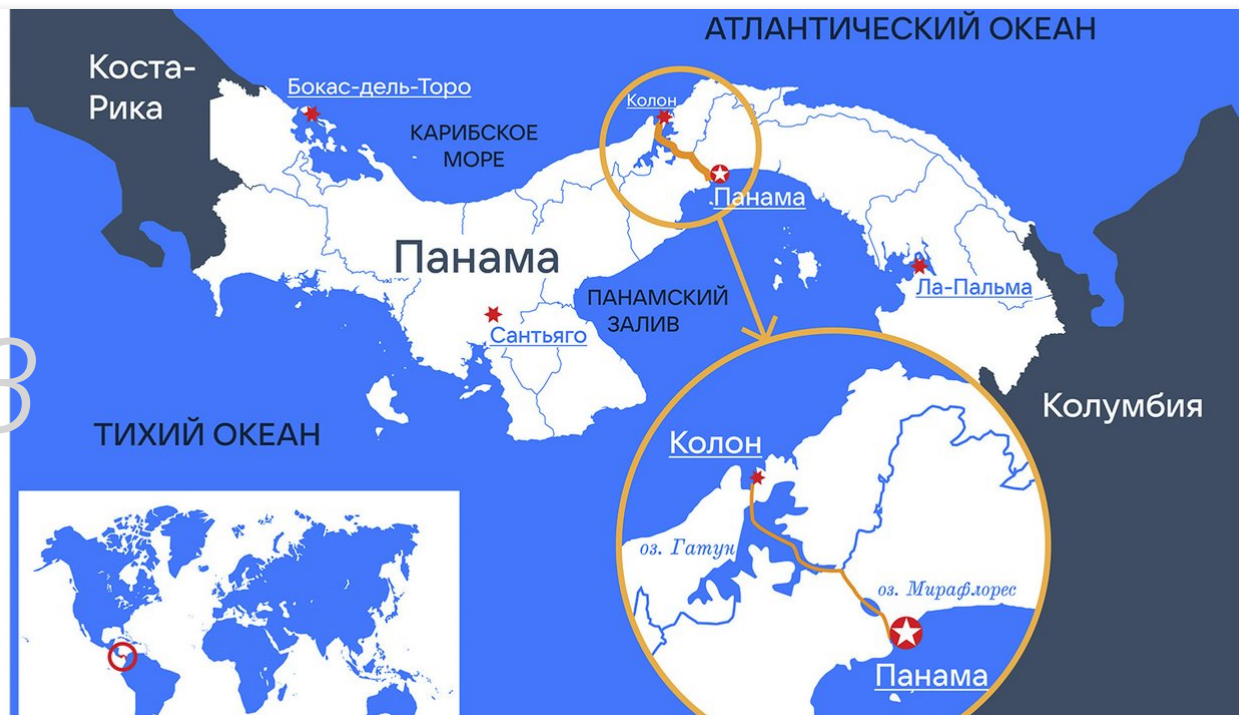 АТЛАНТИЧЕСКИЙ ОКЕАН
Коста-
Рика
Бокас-дель-Торо
Колон
КАРИБСКОЕ
МОРЕ
Панама
Панама
Ла-Пальма
ПАНАМСКИЙ
ЗАЛИВ
Сантьяго
3
ТИХИЙ ОКЕАН
Колумбия
Колон
оз. Гатун
оз. Мирафлорес
Панама